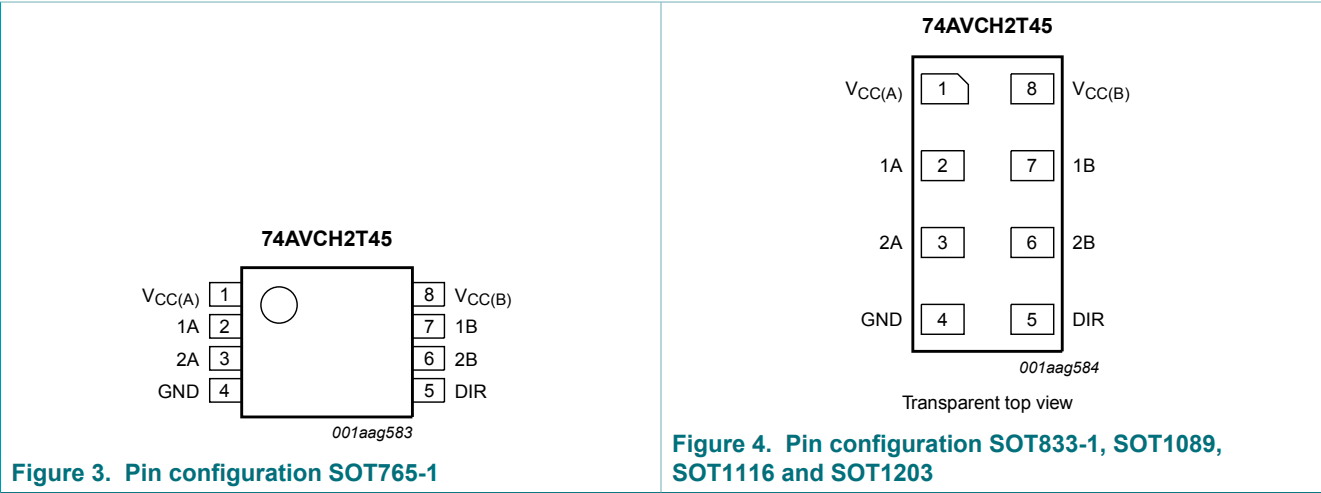 74AVCH2T45
VCC(A) 1 8 VCC(B)
1A 2 7 1B
2A 3 6 2B
GND 4 5 DIR
001aag583
Figure 3. Pin configuration SOT765-1
74AVCH2T45
VCC(A) 1 8 VCC(B)
1A 2 7 1B
2A 3 6 2B
GND 4 5 DIR
001aag584
Transparent top view
Figure 4. Pin configuration SOT833-1, SOT1089,
SOT1116 and SOT1203